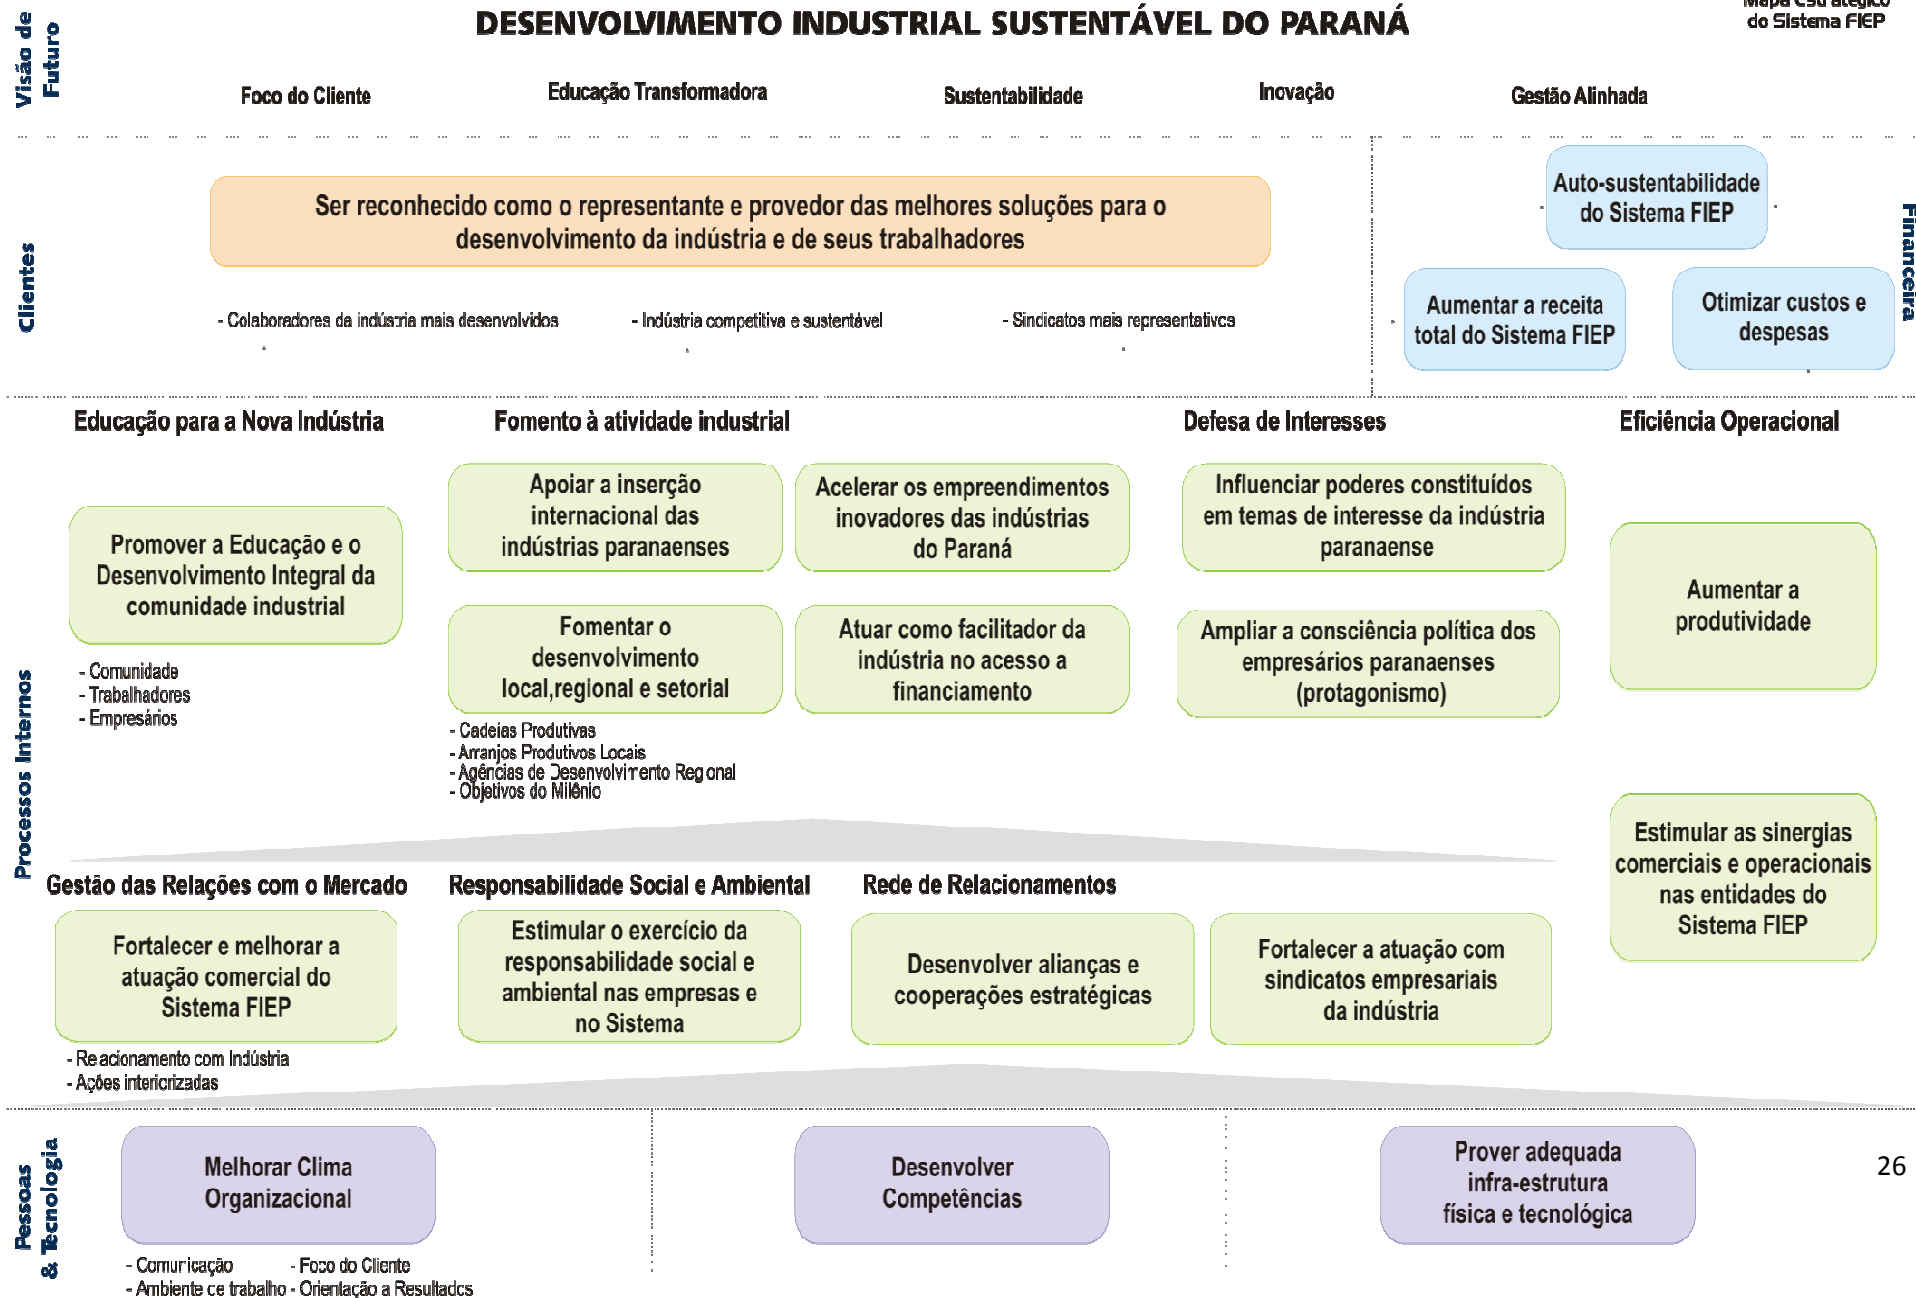 Visão de
Futuro
DESENVOLVIMENTO INDUSTRIAL SUSTENTÁVEL DO PARANÁ
Mapa Estratégico
do Sistema FIEP
Foco do Cliente
Educação Transformadora
Sustentabilidade
Inovação
Gestão Alinhada
Clientes
Ser reconhecido como o representante e provedor das melhores soluções para o
desenvolvimento da indústria e de seus trabalhadores
- Colaboradores da indústria mais desenvolvidos
- Indústria competitiva e sustentável
- Sindicatos mais representativos
Financeira
Auto-sustentabilidade
do Sistema FIEP
Aumentar a receita
total do Sistema FIEP
Otimizar custos e
despesas
Processos Internos
Educação para a Nova Indústria
Promover a Educação e o
Desenvolvimento Integral da
comunidade industrial
- Comunidade
- Trabalhadores
- Empresários
Fomento à atividade industrial
Apoiar a inserção
internacional das
indústrias paranaenses
Acelerar os empreendimentos
inovadores das indústrias
do Paraná
Fomentar o
desenvolvimento
local,regional e setorial
Atuar como facilitador da
indústria no acesso a
financiamento
- Cadeias Produtivas
- Arranjos Produtivos Locais
- Agências de Desenvolvimento Regional
- Objetivos do Milênio
Defesa de Interesses
Influenciar poderes constituídos
em temas de interesse da indústria
paranaense
Ampliar a consciência política dos
empresários paranaenses
(protagonismo)
Eficiência Operacional
Aumentar a
produtividade
Estimular as sinergias
comerciais e operacionais
nas entidades do
Sistema FIEP
Gestão das Relações com o Mercado
Fortalecer e melhorar a
atuação comercial do
Sistema FIEP
- Relacionamento com Indústria
- Ações interiorizadas
Responsabilidade Social e Ambiental
Estimular o exercício da
responsabilidade social e
ambiental nas empresas e
no Sistema
Rede de Relacionamentos
Desenvolver alianças e
cooperações estratégicas
Fortalecer a atuação com
sindicatos empresariais
da indústria
Pessoas
& Tecnologia
Melhorar Clima
Organizacional
- Comunicação
- Foco do Cliente
- Ambiente de trabalho
- Orientação a Resultados
Desenvolver
Competências
Prover adequada
infra-estrutura
física e tecnológica
26